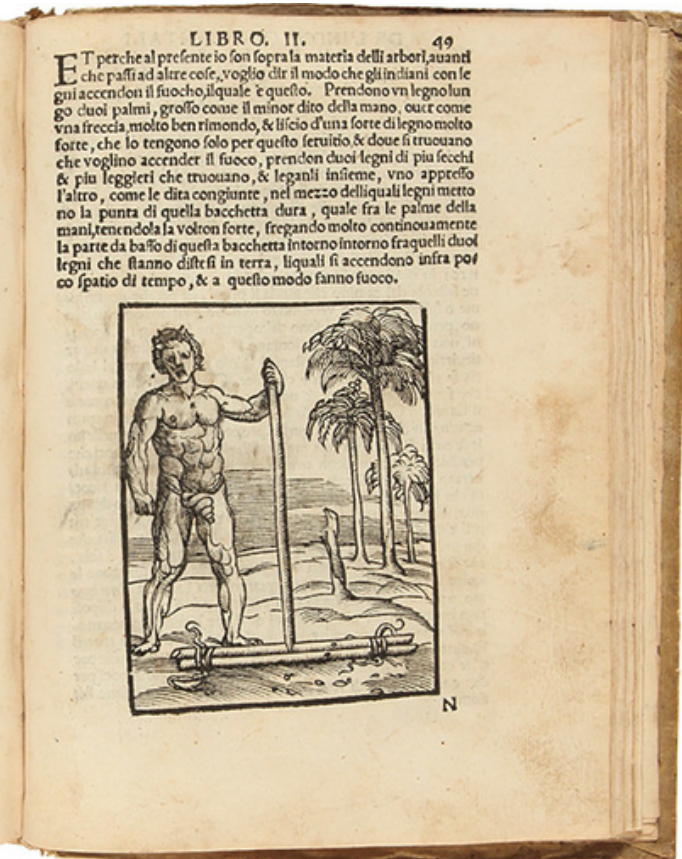 LIBRO. II. 49
ET perche al presente io son sopra la materia delli arbori, auanti
che passi ad altre cose, voglio dir il modo che gli indiani con le
gni accendon il fuocho, ilquale è questo. Prendono vn legno lun
go duoi palmi, grosso come il minor dito della mano, ouer come
vna freccia, molto ben rimondo, & liscio d'una sorte di legno molto
forte, che lo tengono solo per questo seruitio, & doue si truouano
che voglino accender il fuoco, prendon duoi legni di piu secchi
& piu leggieri che truouano, & leganli insieme, vno appresso
l'altro, come le dita congiunte, nel mezzo delliquali legni metto
no la punta di quella bacchetta dura, quale fra le palme della
mani, tenendola la volton forte, fregando molto continouamente
la parte da basso di questa bacchetta intorno intorno fra quelli duoi
legni che stanno distesi in terra, liquali si accendono infra po/
co spatio di tempo, & a questo modo fanno fuoco.
N